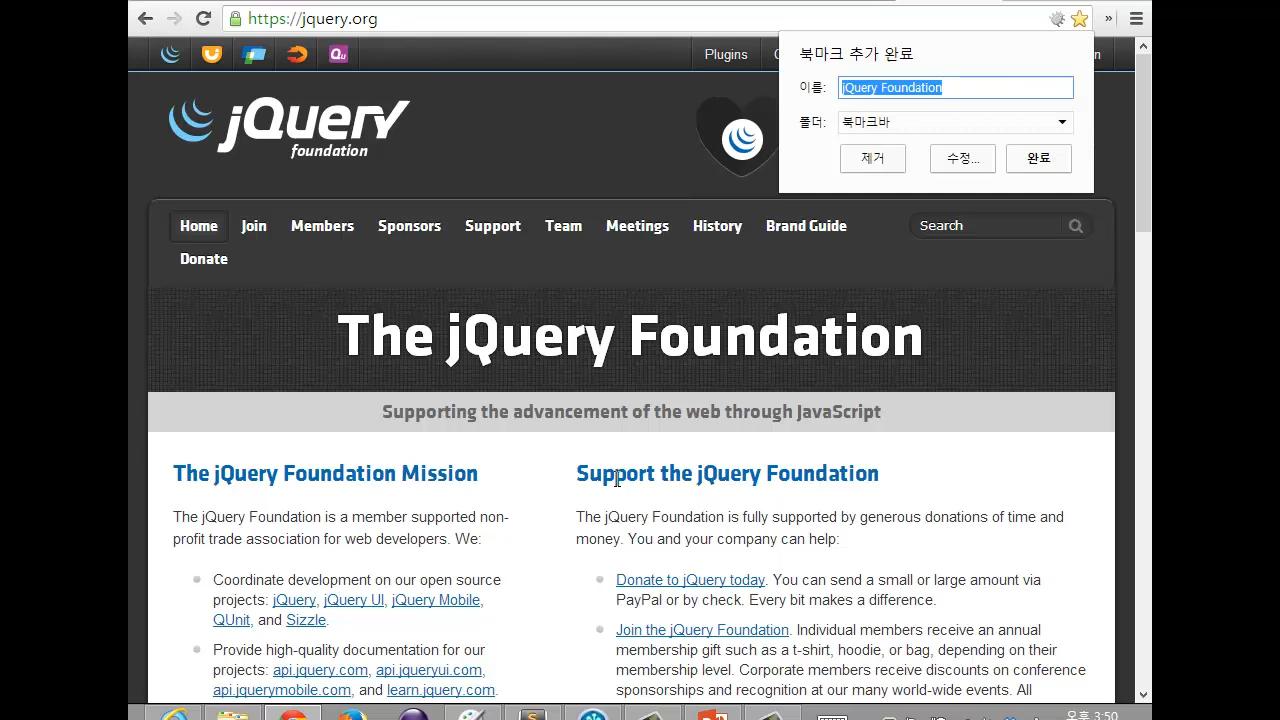 https://jquery.org
»
Qu
Plugins
북마크 추가 완료
이름: jQuery Foundation
폴더: 북마크바
제거 수정... 완료
jQuery
foundation
Home Join Members Sponsors Support Team Meetings History Brand Guide
Search
Donate
The jQuery Foundation
Supporting the advancement of the web through JavaScript
The jQuery Foundation Mission
The jQuery Foundation is a member supported non-
profit trade association for web developers. We:
Coordinate development on our open source
projects: jQuery, jQuery UI, jQuery Mobile,
QUnit, and Sizzle.
Provide high-quality documentation for our
projects: api.jquery.com, api.jqueryui.com,
api.jquerymobile.com, and learn.jquery.com.
Support the jQuery Foundation
The jQuery Foundation is fully supported by generous donations of time and
money. You and your company can help:
Donate to jQuery today. You can send a small or large amount via
PayPal or by check. Every bit makes a difference.
Join the jQuery Foundation. Individual members receive an annual
membership gift such as a t-shirt, hoodie, or bag, depending on their
membership level. Corporate members receive discounts on conference
sponsorships and recognition at our many world-wide events. All
오후 3:50